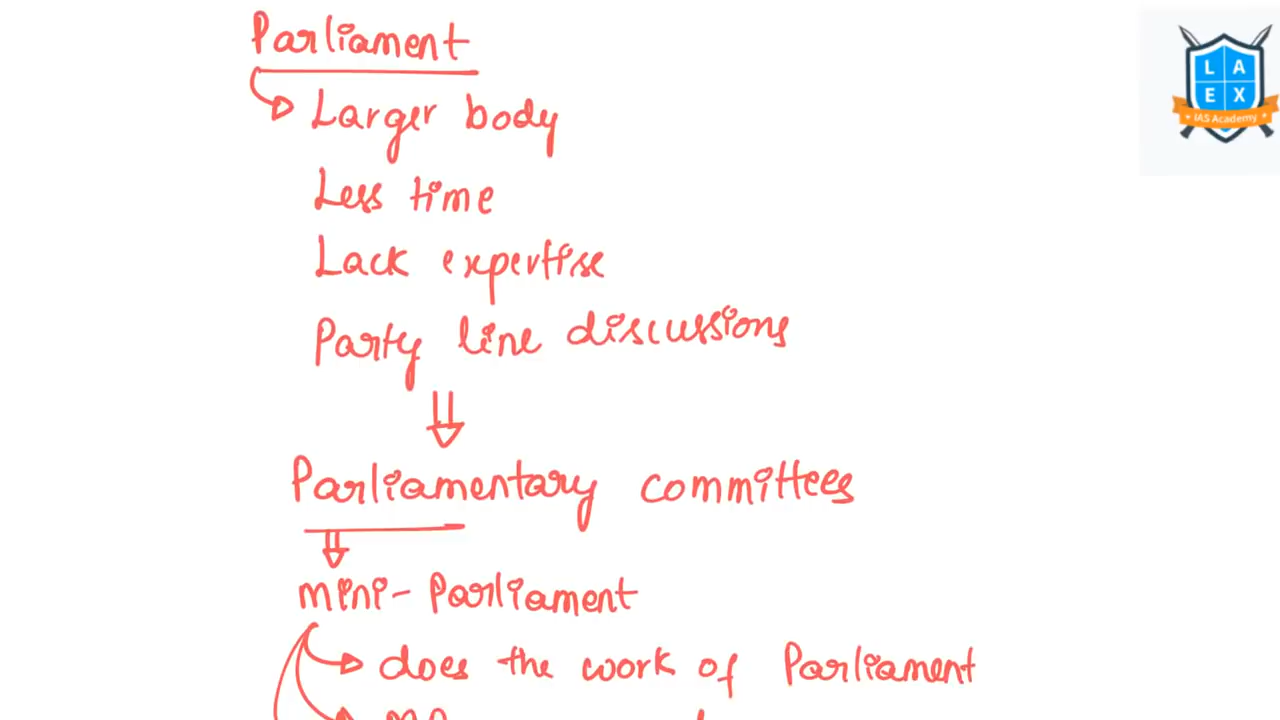 Parliament
Larger body
Less time
Lack expertise
Party line discussions
Parliamentary committees
mini-Parliament
does the work of Parliament
L A
E X
IAS Academy